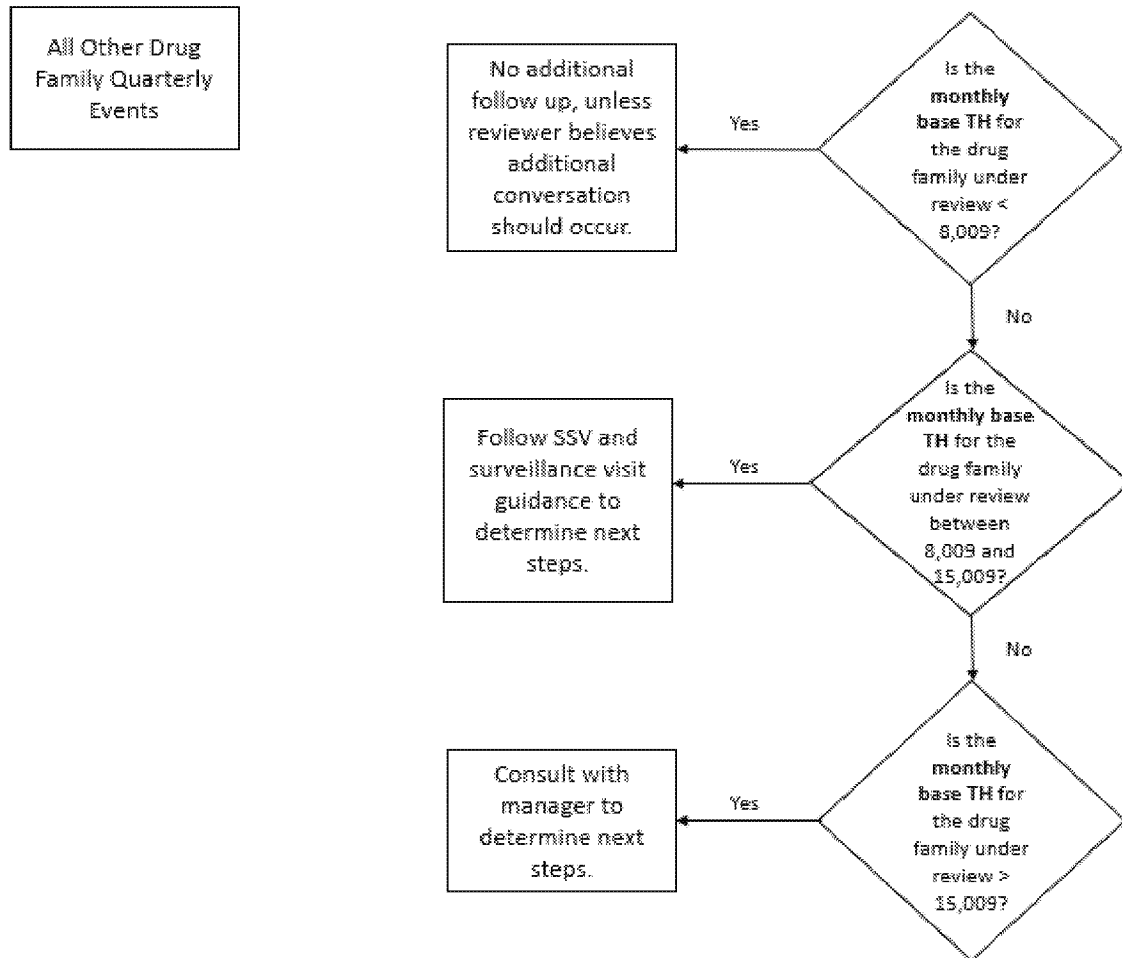 All Other Drug
Family Quarterly
Events
No additional
follow up, unless
reviewer believes
additional
conversation
should occur.
Yes
Is the
monthly
base TH for
the drug
family under
review <
8,009?
No
Follow SSV and
surveillance visit
guidance to
determine next
steps.
Yes
Is the
monthly base
TH for the
drug family
under review
between
8,009 and
15,009?
No
Consult with
manager to
determine next
steps.
Yes
Is the
monthly
base TH for
the drug
family under
review >
15,009?